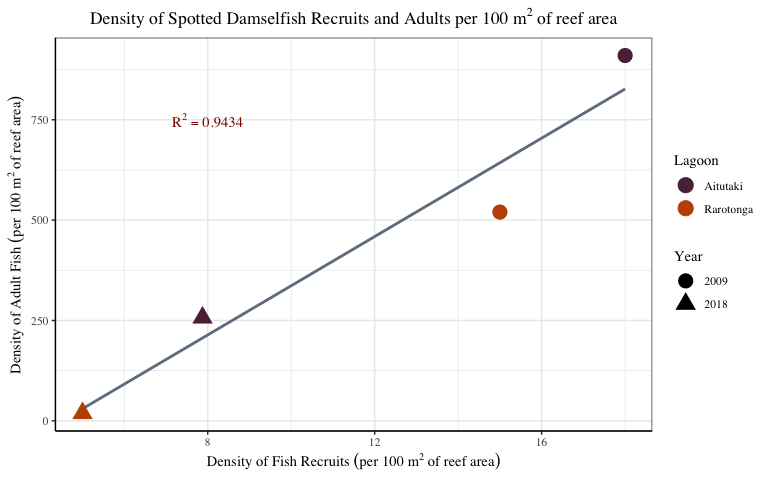 Density of Spotted Damselfish Recruits and Adults per 100 m² of reef area
Density of Adult Fish (per 100 m² of reef area)
750
500
250
0
R² = 0.9434
8
12
16
Density of Fish Recruits (per 100 m² of reef area)
Lagoon
Aitutaki
Rarotonga
Year
2009
2018